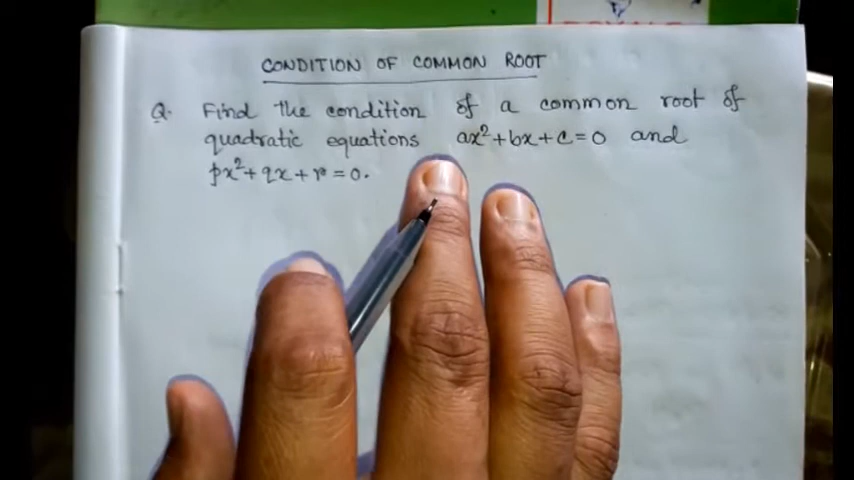 CONDITION OF COMMON ROOT
Q. Find the condition of a common root of
quadratic equations ax²+bx+c=0 and
px²+qx+r=0.